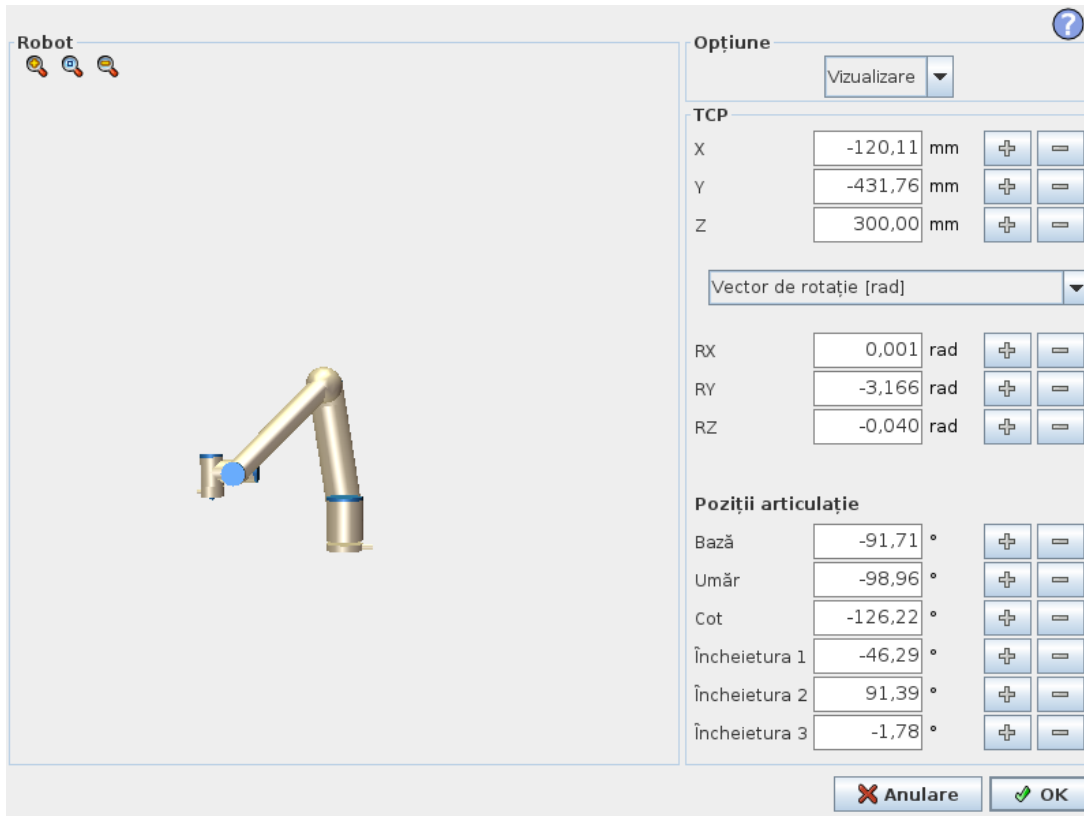 Robot
Opțiune
?
Vizualizare
TCP
X -120,11 mm
Y -431,76 mm
Z 300,00 mm
Vector de rotație [rad]
RX 0,001 rad
RY -3,166 rad
RZ -0,040 rad
Poziții articulație
Bază -91,71 °
Umăr -98,96 °
Cot -126,22 °
Încheietura 1 -46,29 °
Încheietura 2 91,39 °
Încheietura 3 -1,78 °
Anulare OK